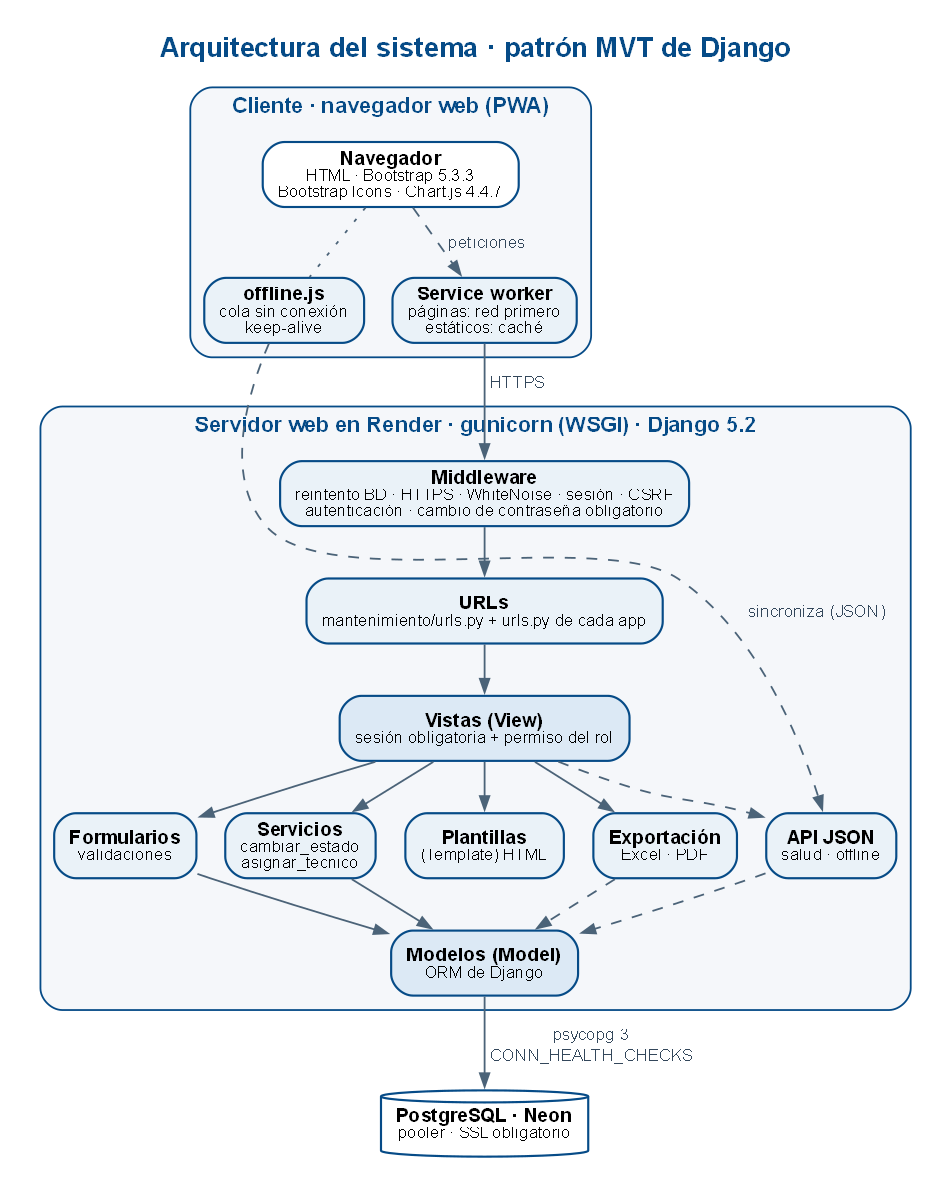 Arquitectura del sistema · patrón MVT de Django
Cliente · navegador web (PWA)
Navegador
HTML · Bootstrap 5.3.3
Bootstrap Icons · Chart.js 4.4.7
peticiones
offline.js
cola sin conexión
keep-alive
Service worker
páginas: red primero
estáticos: caché
HTTPS
Servidor web en Render · gunicorn (WSGI) · Django 5.2
Middleware
reintento BD · HTTPS · WhiteNoise · sesión · CSRF
autenticación · cambio de contraseña obligatorio
URLs
mantenimiento/urls.py + urls.py de cada app
sincroniza (JSON)
Vistas (View)
sesión obligatoria + permiso del rol
Formularios
validaciones
Servicios
cambiar_estado
asignar_tecnico
Plantillas
(Template) HTML
Exportación
Excel · PDF
API JSON
salud · offline
Modelos (Model)
ORM de Django
psycopg 3
CONN_HEALTH_CHECKS
PostgreSQL · Neon
pooler · SSL obligatorio